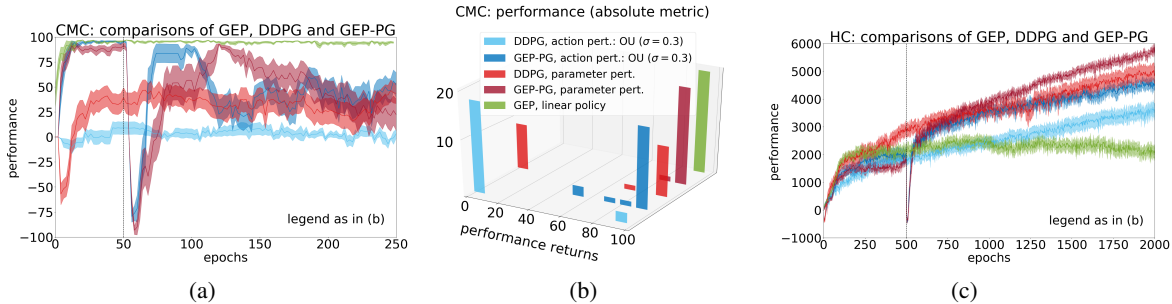 CMC: comparisons of GEP, DDPG and GEP-PG
performance
100
75
50
25
0
−25
−50
−75
−100
legend as in (b)
0 50 100 150 200 250
epochs
(a)
CMC: performance (absolute metric)
DDPG, action pert.: OU (σ = 0.3)
GEP-PG, action pert.: OU (σ = 0.3)
DDPG, parameter pert.
GEP-PG, parameter pert.
GEP, linear policy
20
10
0 20 40 60 80 100
performance returns
(b)
HC: comparisons of GEP, DDPG and GEP-PG
performance
6000
5000
4000
3000
2000
1000
0
−1000
legend as in (b)
0 250 500 750 1000 1250 1500 1750 2000
epochs
(c)